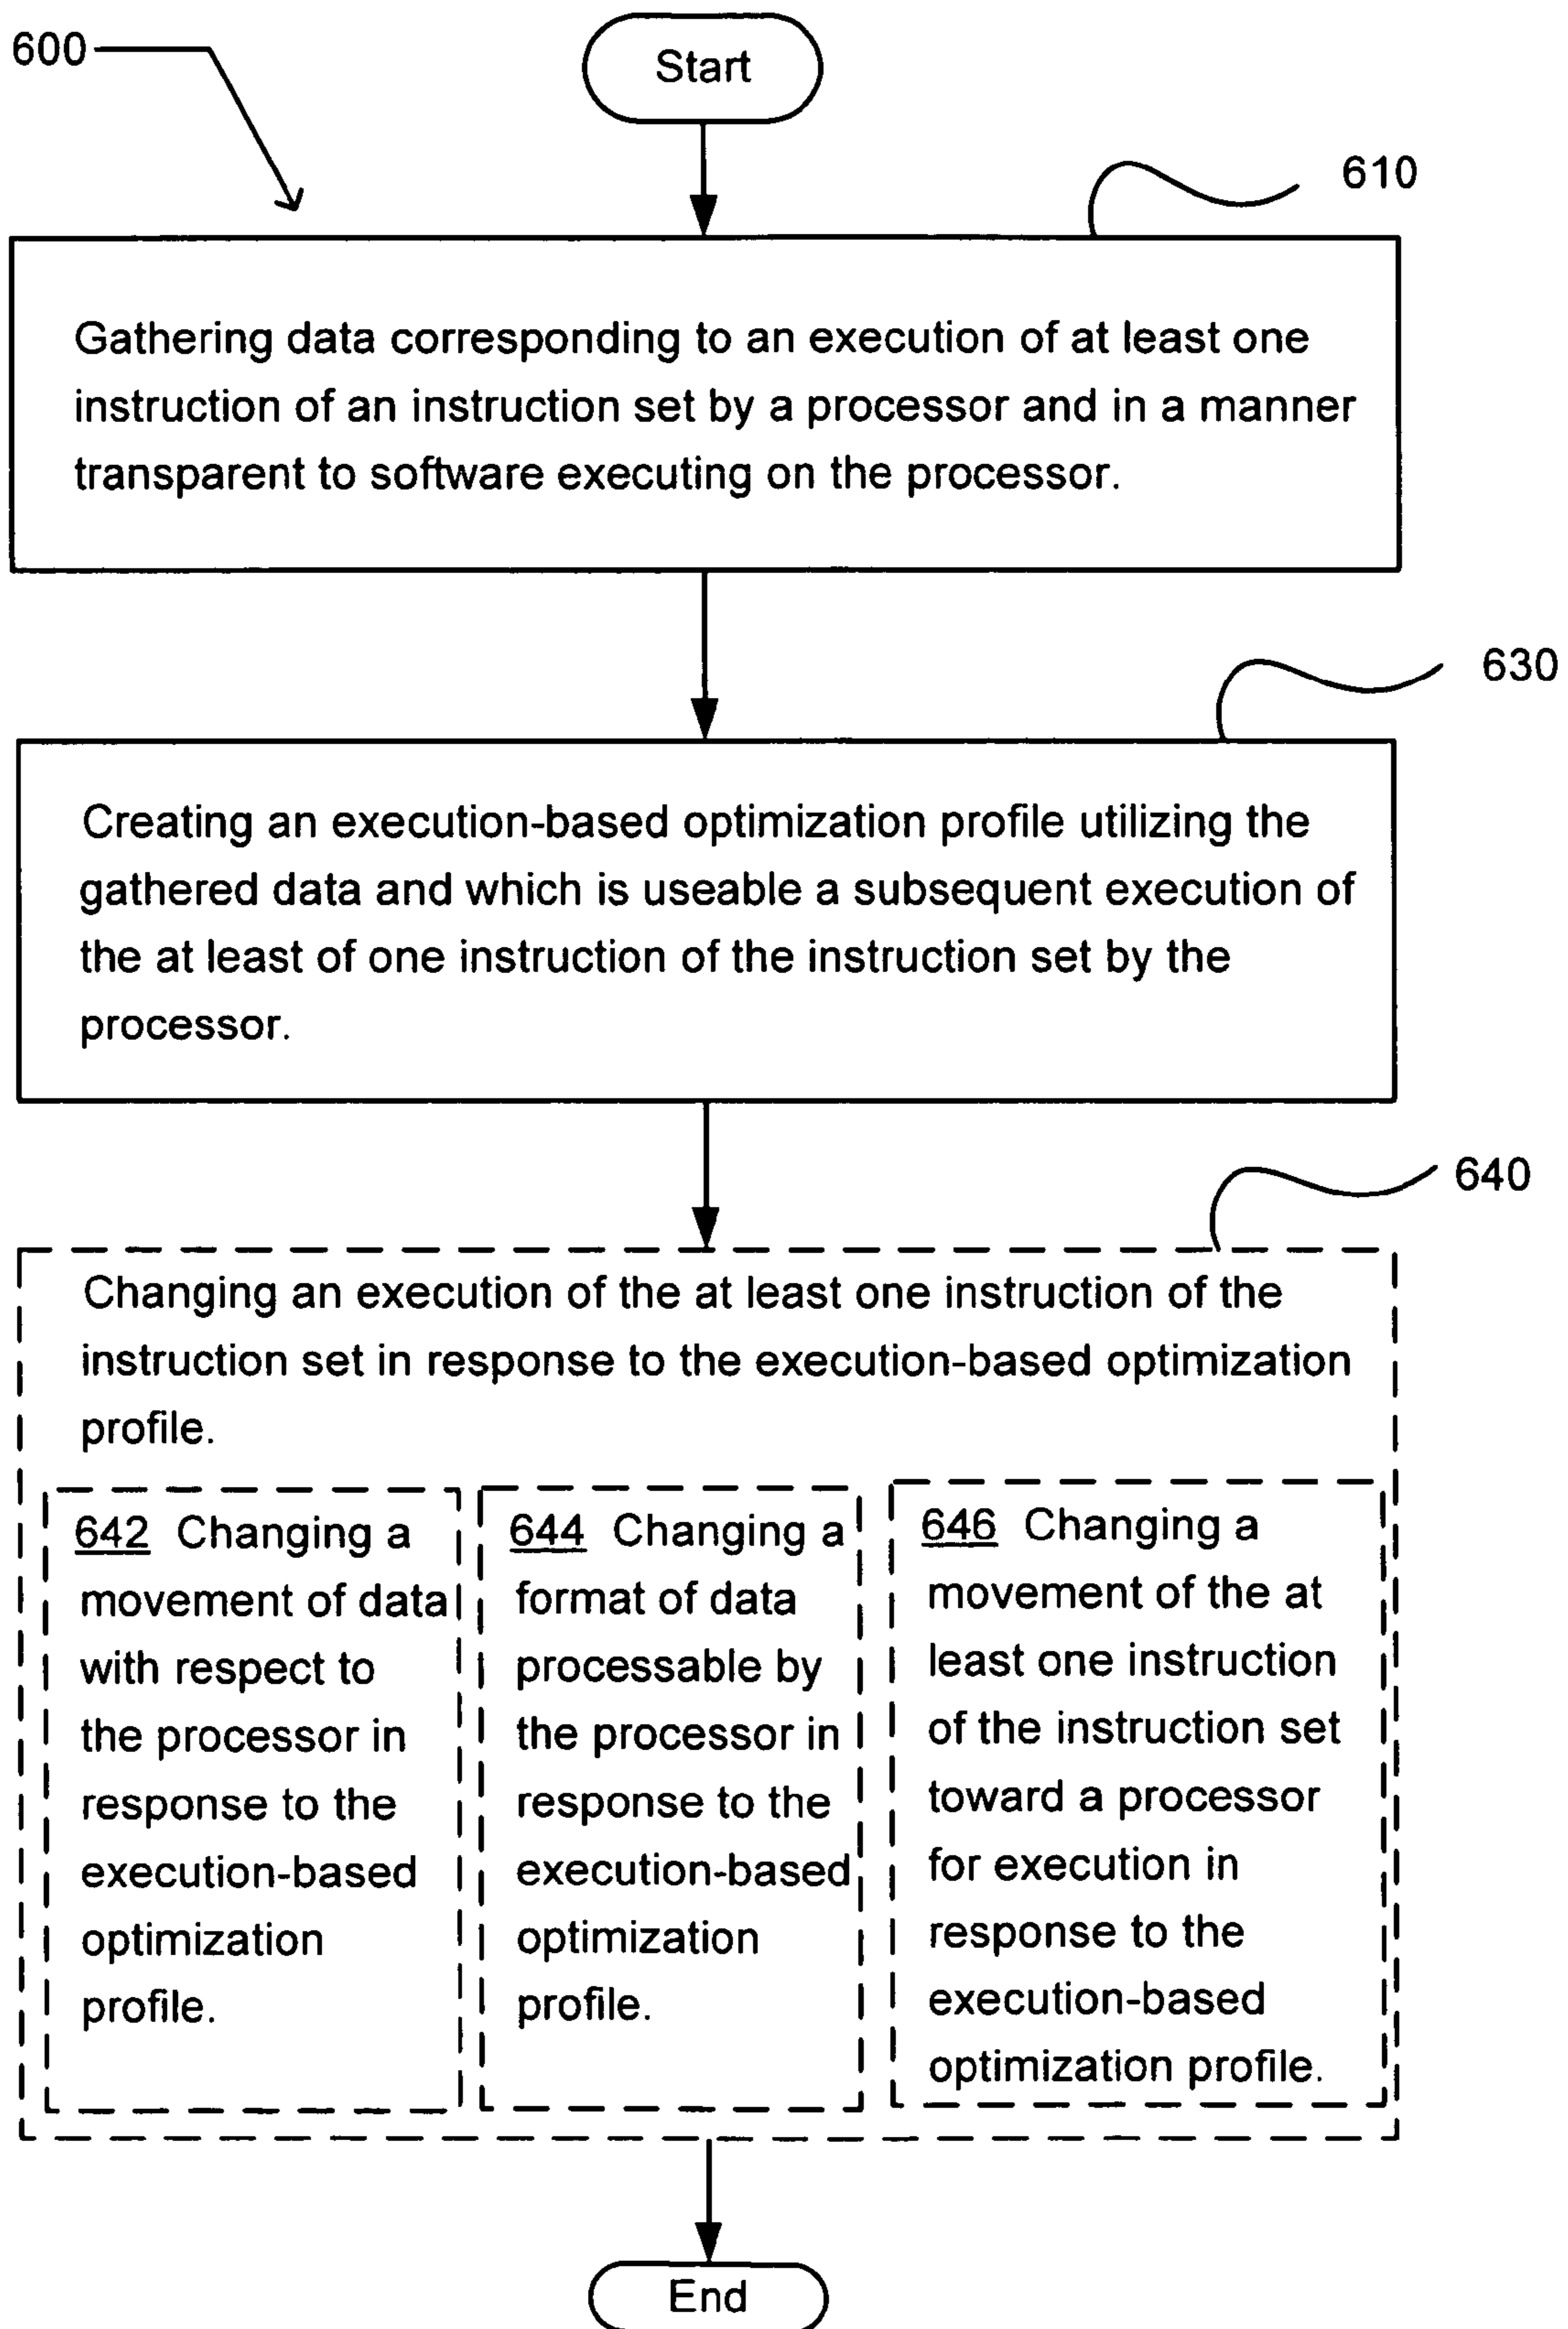 600
Start
610
Gathering data corresponding to an execution of at least one
instruction of an instruction set by a processor and in a manner
transparent to software executing on the processor.
630
Creating an execution-based optimization profile utilizing the
gathered data and which is useable a subsequent execution of
the at least of one instruction of the instruction set by the
processor.
640
Changing an execution of the at least one instruction of the
instruction set in response to the execution-based optimization
profile.
642 Changing a
movement of data
with respect to
the processor in
response to the
execution-based
optimization
profile.
644 Changing a
format of data
processable by
the processor in
response to the
execution-based
optimization
profile.
646 Changing a
movement of the at
least one instruction
of the instruction set
toward a processor
for execution in
response to the
execution-based
optimization profile.
End